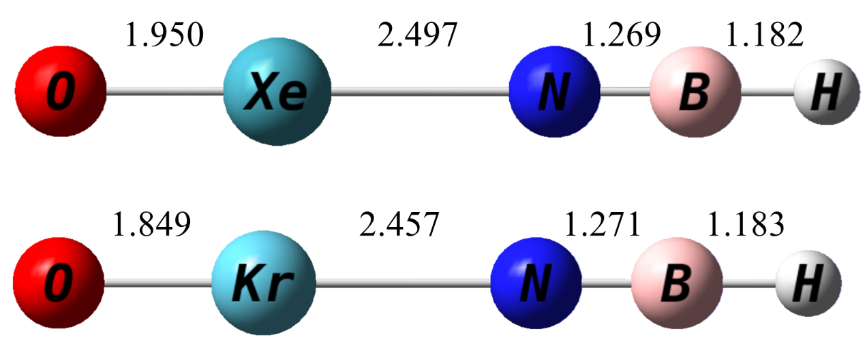 1.950 2.497 1.269 1.182
O Xe N B H
1.849 2.457 1.271 1.183
O Kr N B H